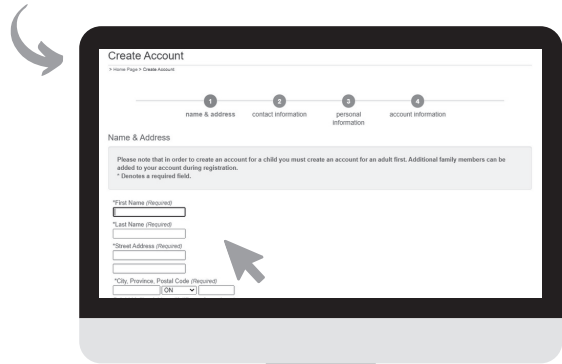 Create Account
> Home Page > Create Account
1 2 3 4
name & address contact information personal information account information
Name & Address
Please note that in order to create an account for a child you must create an account for an adult first. Additional family members can be
added to your account during registration.
* Denotes a required field.
*First Name (Required)
*Last Name (Required)
*Street Address (Required)
*City, Province, Postal Code (Required)
ON